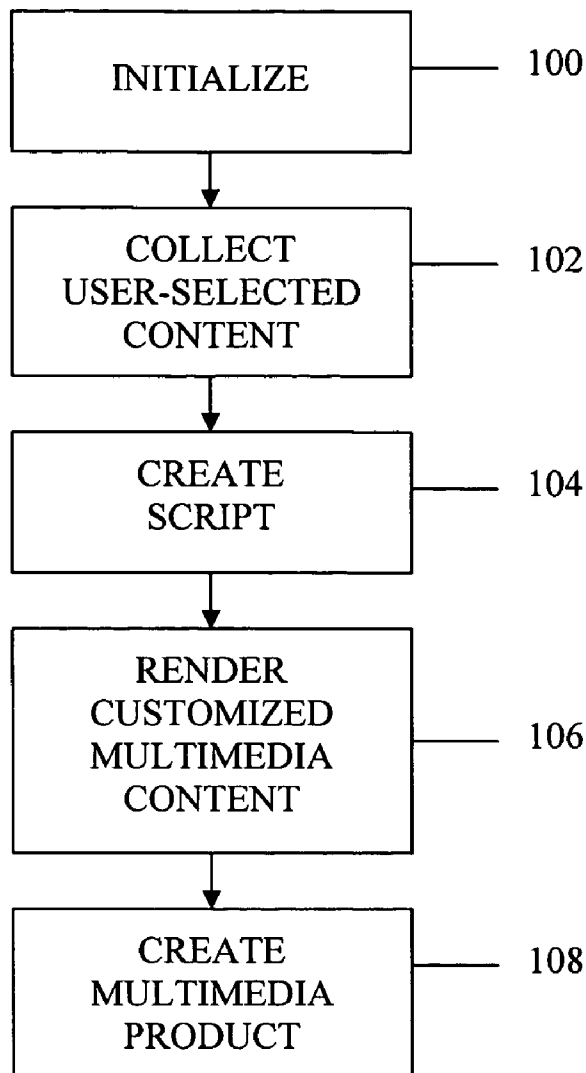 INITIALIZE
100
COLLECT
USER-SELECTED
CONTENT
102
CREATE
SCRIPT
104
RENDER
CUSTOMIZED
MULTIMEDIA
CONTENT
106
CREATE
MULTIMEDIA
PRODUCT
108